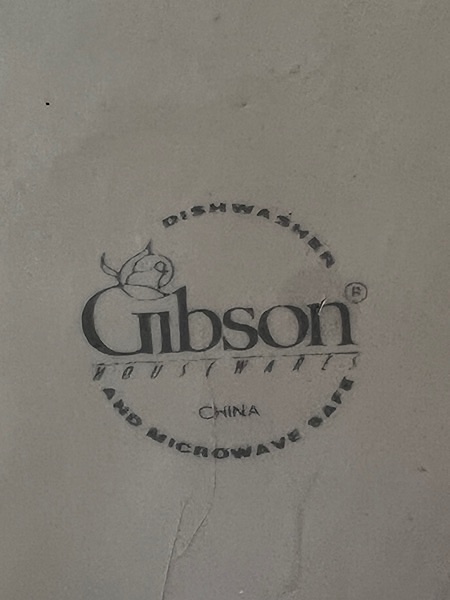 DISHWASHER
Gibson ®
HOUSEWARES
CHINA
AND MICROWAVE SAFE